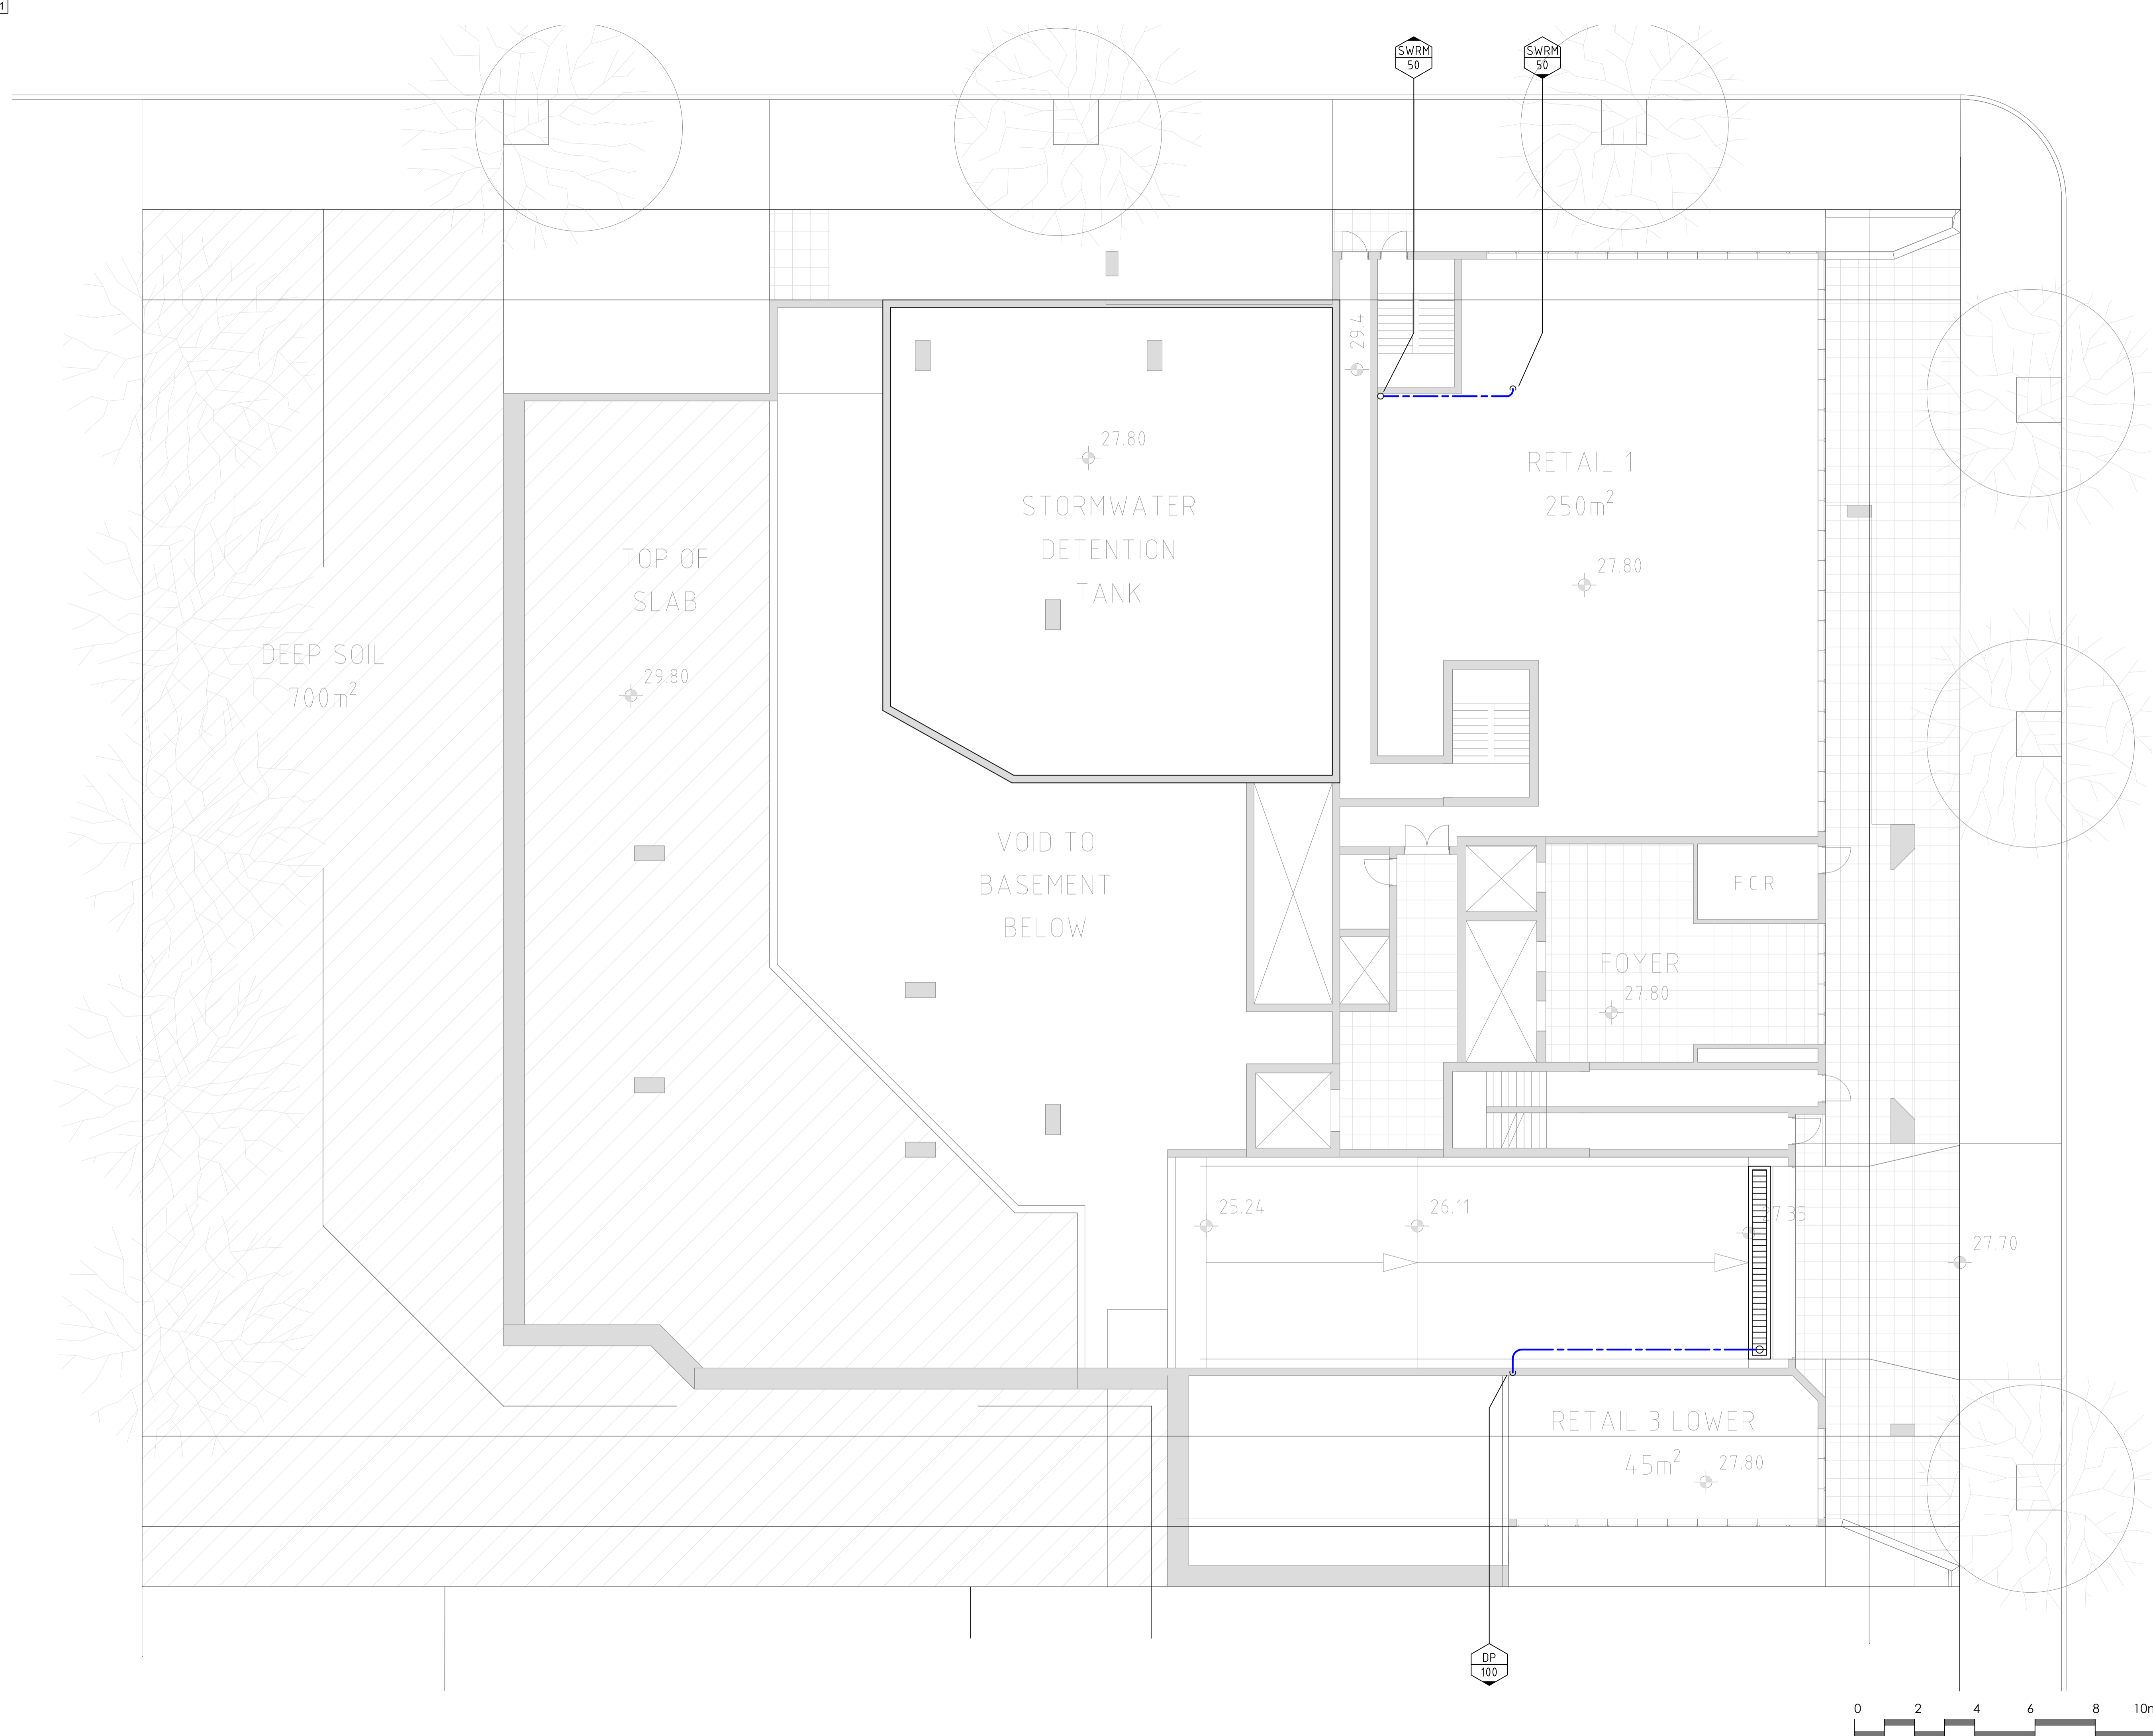 1
SWRM
50
SWRM
50
29.4
27.80
STORMWATER
DETENTION
TANK
RETAIL 1
250m²
27.80
TOP OF
SLAB
29.80
DEEP SOIL
700m²
VOID TO
BASEMENT
BELOW
F.C.R
FOYER
27.80
25.24
26.11
7.35
27.70
RETAIL 3 LOWER
45m²
27.80
DP
100
0 2 4 6 8 10m